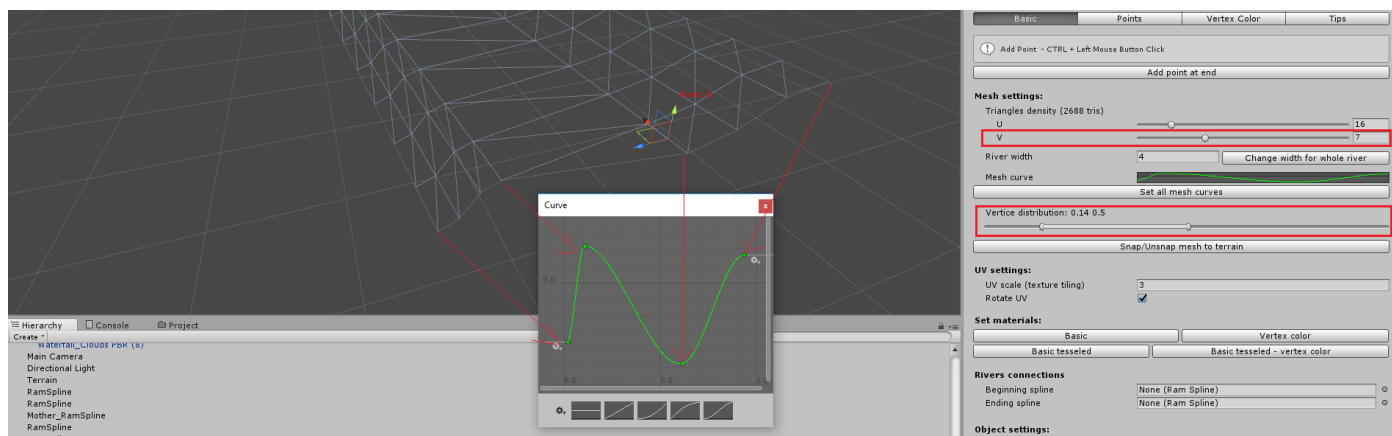 Basic Points Vertex Color Tips
Add Point - CTRL + Left Mouse Button Click
Add point at end
Mesh settings:
Triangles density (2688 tris)
U 16
V 7
River width 4 Change width for whole river
Mesh curve
Set all mesh curves
Vertice distribution: 0.14 0.5
Snap/Unsnap mesh to terrain
UV settings:
UV scale (texture tiling) 3
Rotate UV
Set materials:
Basic Vertex color
Basic tesseled Basic tesseled - vertex color
Rivers connections
Beginning spline None (Ram Spline)
Ending spline None (Ram Spline)
Object settings:
Curve x
0.0
0.0 0.5
Hierarchy Console Project
Create
Waterfall_Clouds PBR (8)
Main Camera
Directional Light
Terrain
RamSpline
RamSpline
Mother_RamSpline
RamSpline